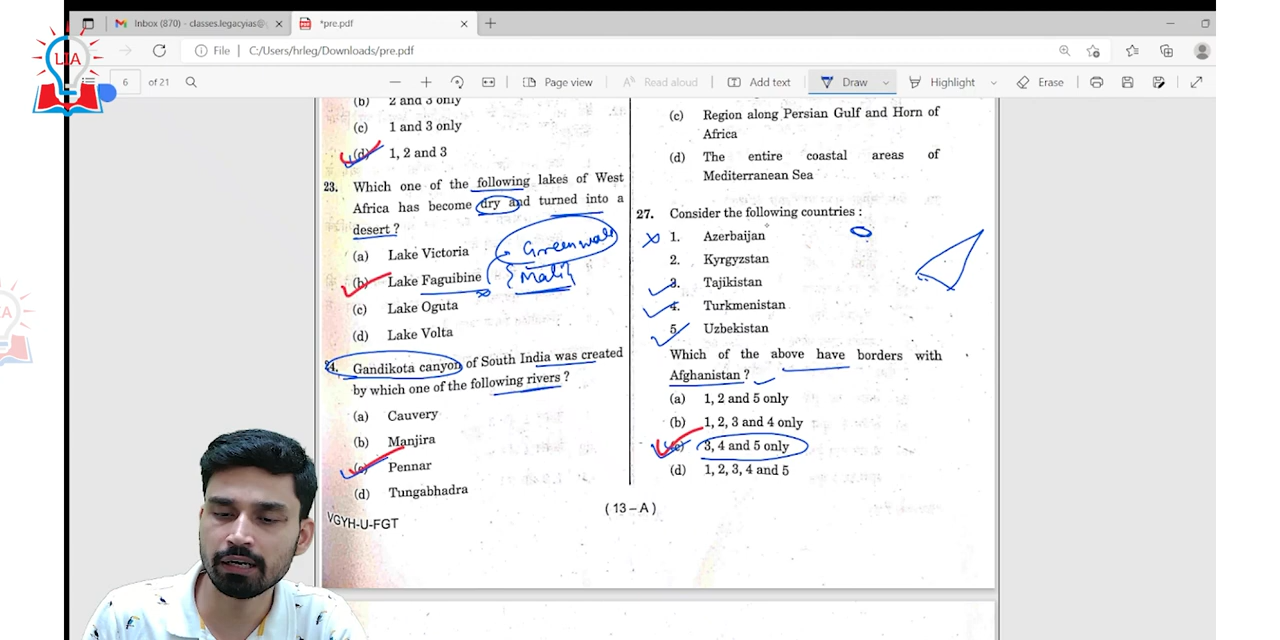 Inbox (870) - classes.legacyias@g
*pre.pdf
File
C:/Users/hrleg/Downloads/pre.pdf
LIA
6 of 21
Page view
Read aloud
Add text
Draw
Highlight
Erase
(b) 2 and 3 only
(c) 1 and 3 only
(d) 1, 2 and 3
23. Which one of the following lakes of West
Africa has become dry and turned into a
desert ?
(a) Lake Victoria
(b) Lake Faguibine
(c) Lake Oguta
(d) Lake Volta
Greenwall
Mali
24. Gandikota canyon of South India was created
by which one of the following rivers ?
(a) Cauvery
(b) Manjira
(c) Pennar
(d) Tungabhadra
VGYH-U-FGT
(c) Region along Persian Gulf and Horn of
Africa
(d) The entire coastal areas of
Mediterranean Sea
27. Consider the following countries :
1. Azerbaijan
2. Kyrgyzstan
3. Tajikistan
4. Turkmenistan
5. Uzbekistan
Which of the above have borders with
Afghanistan ?
(a) 1, 2 and 5 only
(b) 1, 2, 3 and 4 only
(c) 3, 4 and 5 only
(d) 1, 2, 3, 4 and 5
( 13 – A )